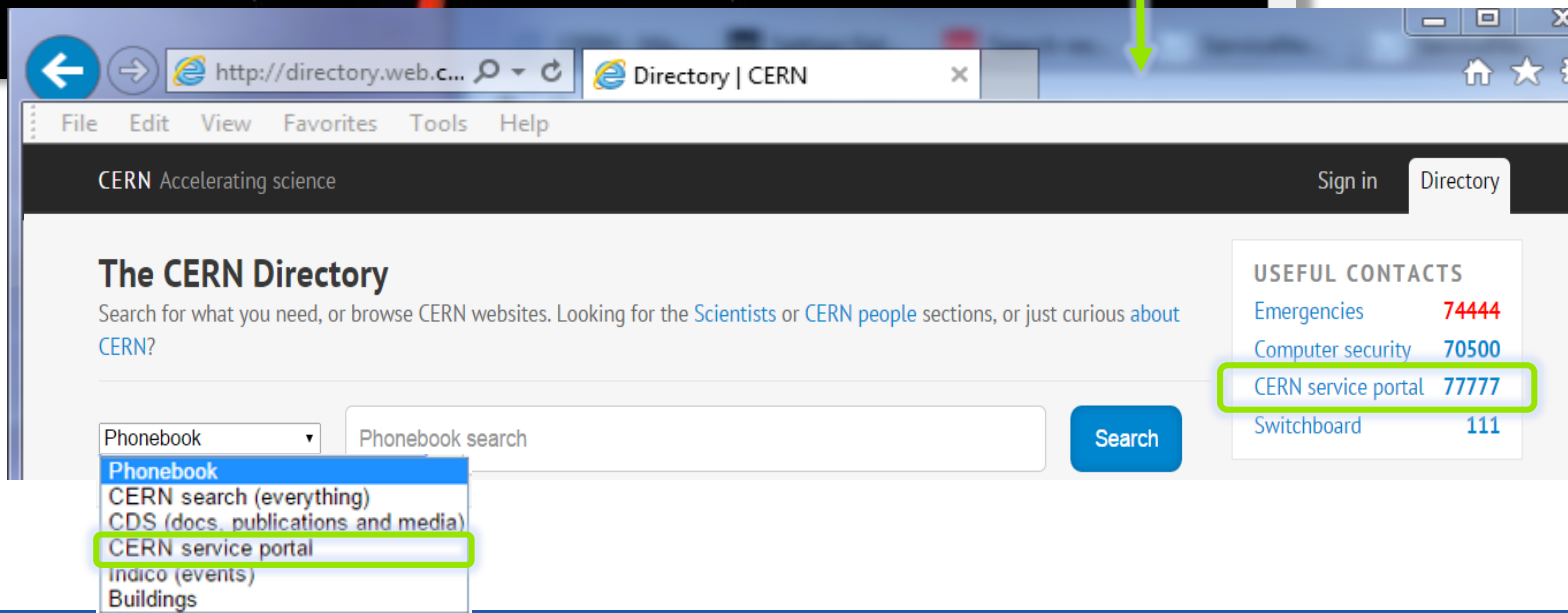 http://directory.web.c...
Directory | CERN
File Edit View Favorites Tools Help
CERN Accelerating science
Sign in
Directory
The CERN Directory
Search for what you need, or browse CERN websites. Looking for the Scientists or CERN people sections, or just curious about
CERN?
Phonebook
Phonebook search
Search
Phonebook
CERN search (everything)
CDS (docs, publications and media)
CERN service portal
Indico (events)
Buildings
USEFUL CONTACTS
Emergencies 74444
Computer security 70500
CERN service portal 77777
Switchboard 111